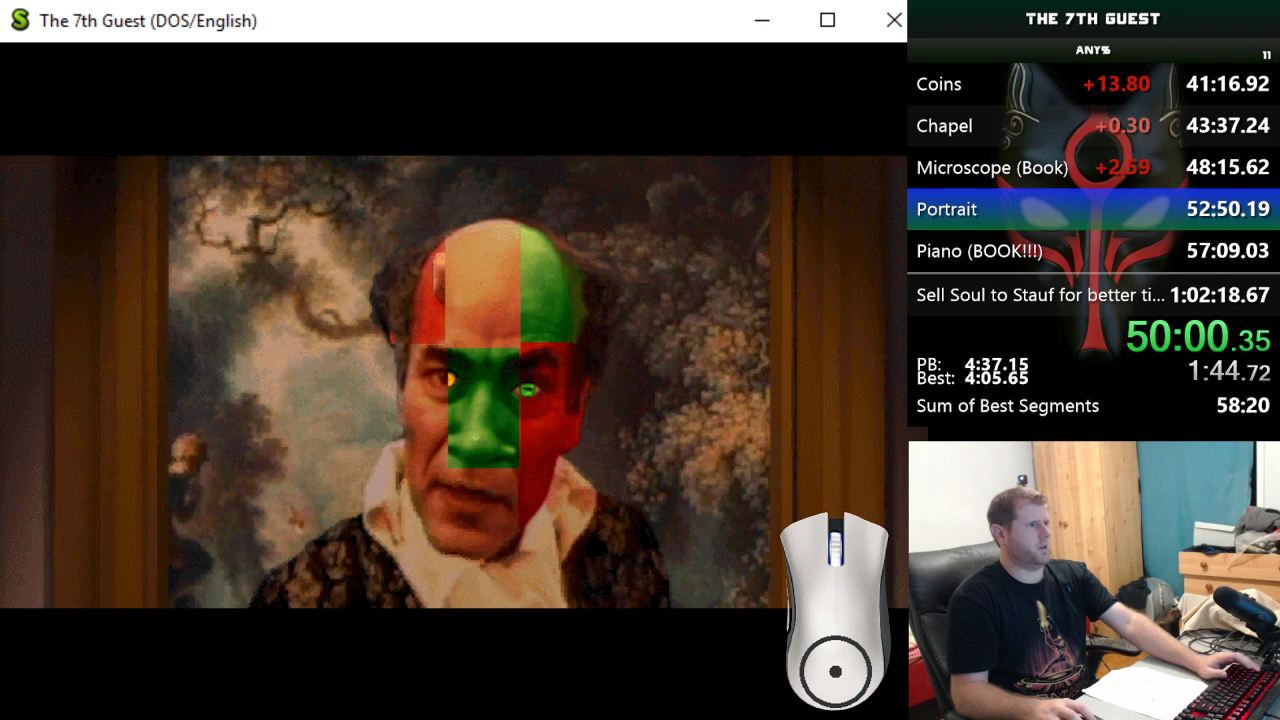 The 7th Guest (DOS/English)
THE 7TH GUEST
ANY%
11
Coins +13.80 41:16.92
Chapel +0.30 43:37.24
Microscope (Book) +2.59 48:15.62
Portrait 52:50.19
Piano (BOOK!!!) 57:09.03
Sell Soul to Stauf for better ti... 1:02:18.67
50:00.35
PB: 4:37.15
1:44.72
Best: 4:05.65
Sum of Best Segments 58:20